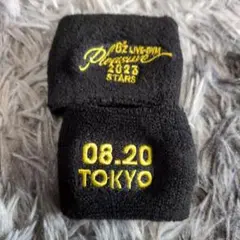 B'z LIVE-GYM
Pleasure
2023
STARS
08.20
TOKYO